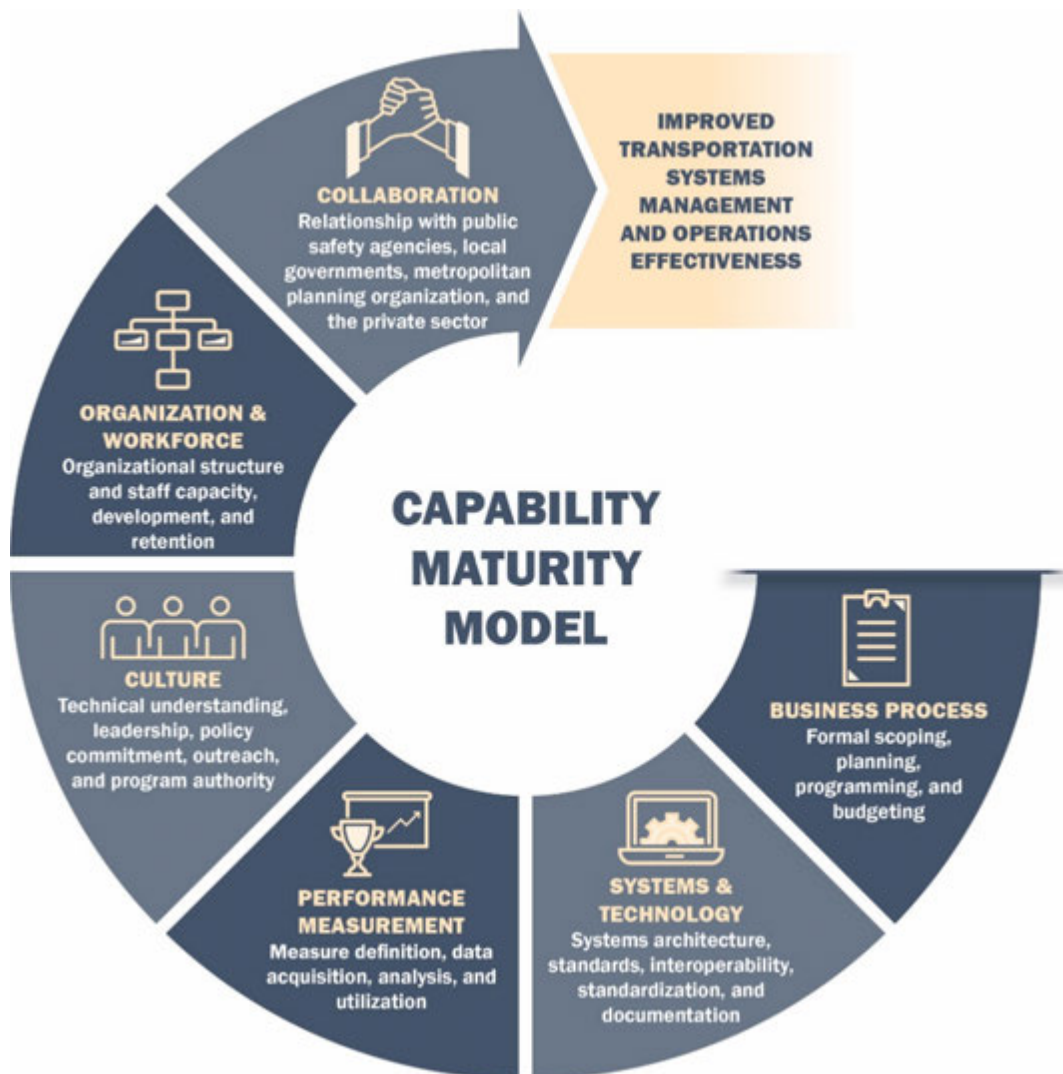 COLLABORATION
Relationship with public
safety agencies, local
governments, metropolitan
planning organization, and
the private sector
IMPROVED
TRANSPORTATION
SYSTEMS
MANAGEMENT
AND OPERATIONS
EFFECTIVENESS
ORGANIZATION &
WORKFORCE
Organizational structure
and staff capacity,
development, and
retention
CAPABILITY
MATURITY
MODEL
CULTURE
Technical understanding,
leadership, policy
commitment, outreach,
and program authority
BUSINESS PROCESS
Formal scoping,
planning,
programming, and
budgeting
PERFORMANCE
MEASUREMENT
Measure definition, data
acquisition, analysis, and
utilization
SYSTEMS &
TECHNOLOGY
Systems architecture,
standards, interoperability,
standardization, and
documentation